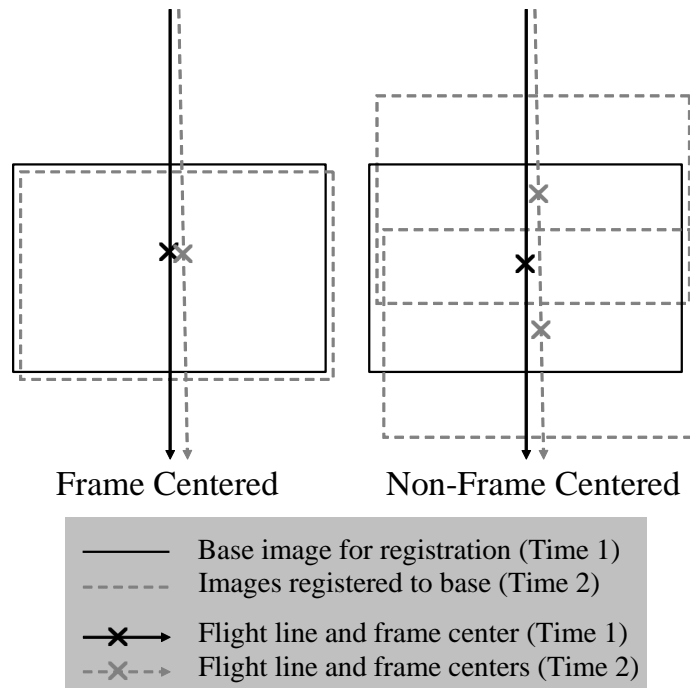 Frame Centered
Non-Frame Centered
Base image for registration (Time 1)
Images registered to base (Time 2)
Flight line and frame center (Time 1)
Flight line and frame centers (Time 2)